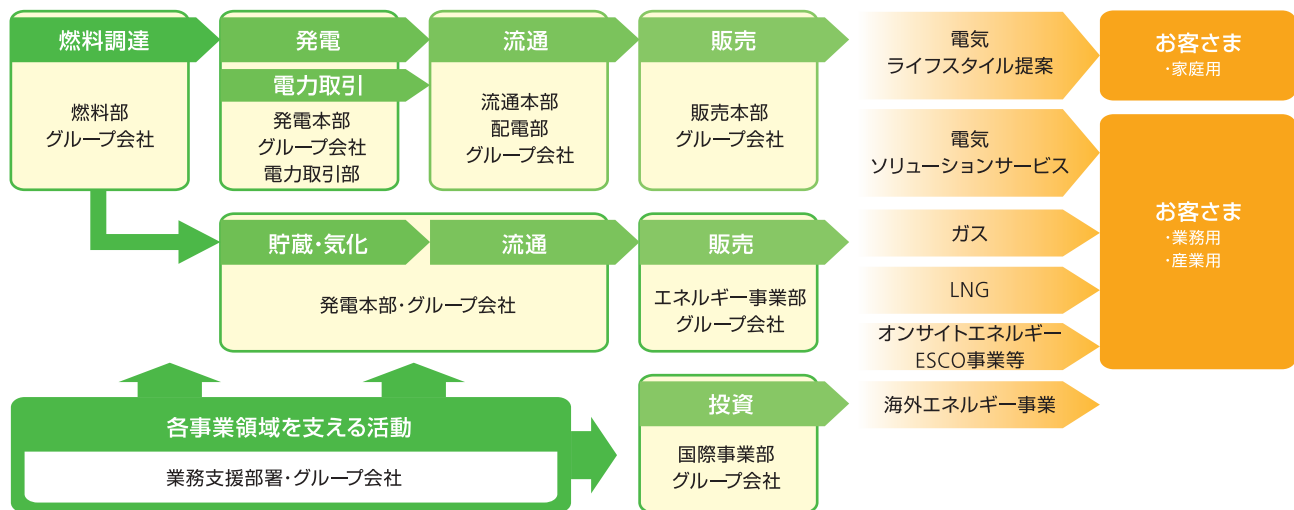 燃料調達
燃料部
グループ会社
発電
電力取引
発電本部
グループ会社
電力取引部
流通
流通本部
配電部
グループ会社
販売
販売本部
グループ会社
電気
ライフスタイル提案
お客さま
・家庭用
電気
ソリューションサービス
貯蔵・気化
流通
発電本部・グループ会社
販売
エネルギー事業部
グループ会社
ガス
LNG
オンサイトエネルギー
ESCO事業等
お客さま
・業務用
・産業用
各事業領域を支える活動
業務支援部署・グループ会社
投資
国際事業部
グループ会社
海外エネルギー事業